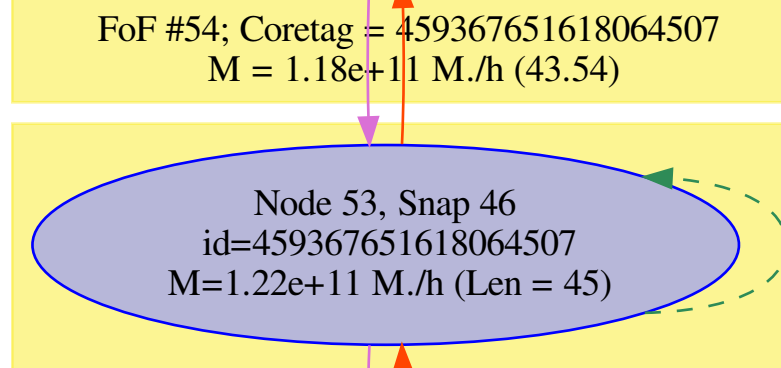 FoF #54; Coretag = 459367651618064507
M = 1.18e+11 M./h (43.54)
Node 53, Snap 46
id=459367651618064507
M=1.22e+11 M./h (Len = 45)